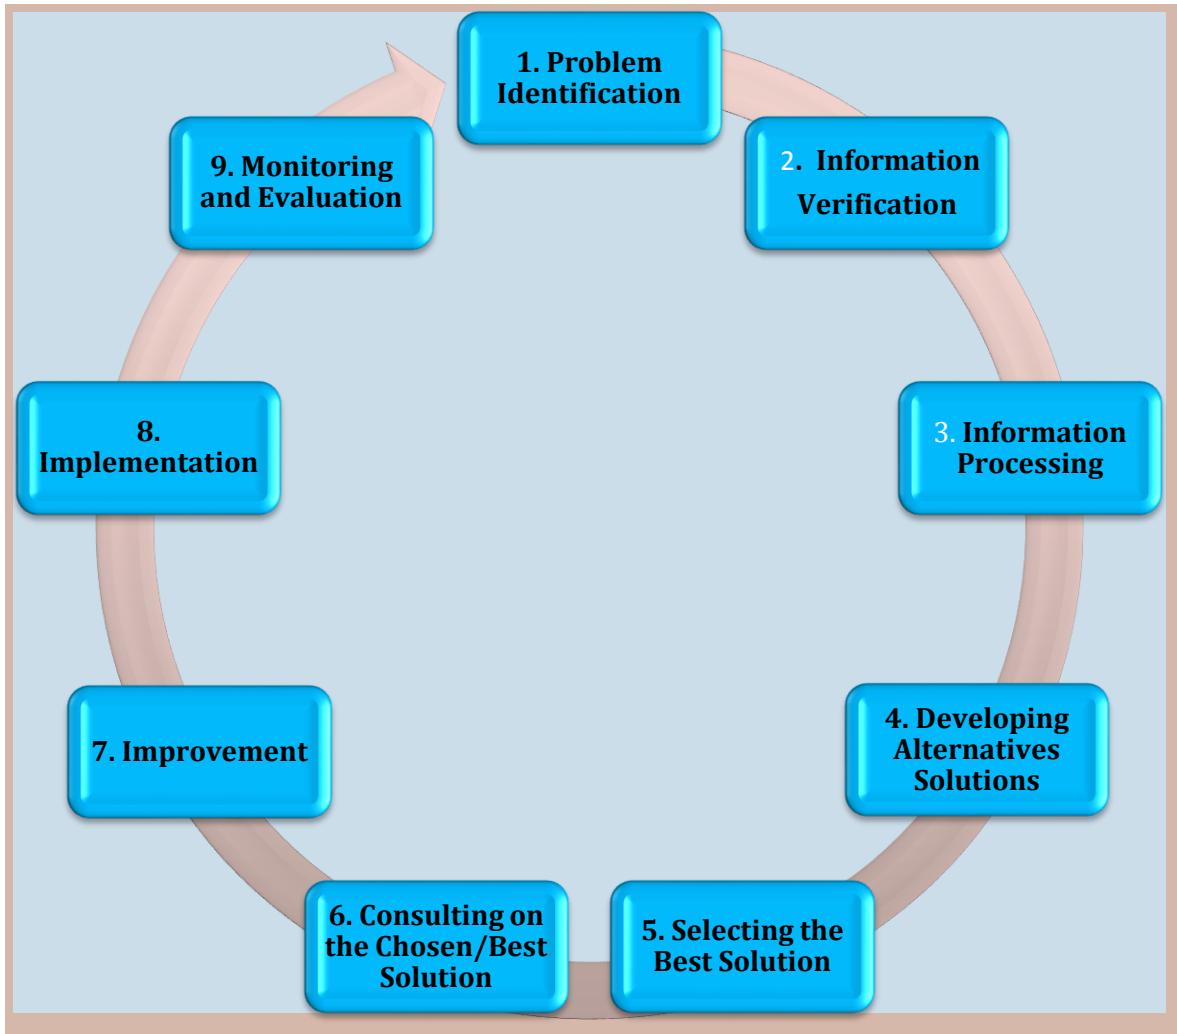 1. Problem
Identification
2. Information
Verification
3. Information
Processing
4. Developing
Alternatives
Solutions
5. Selecting the
Best Solution
6. Consulting on
the Chosen/Best
Solution
7. Improvement
8.
Implementation
9. Monitoring
and Evaluation